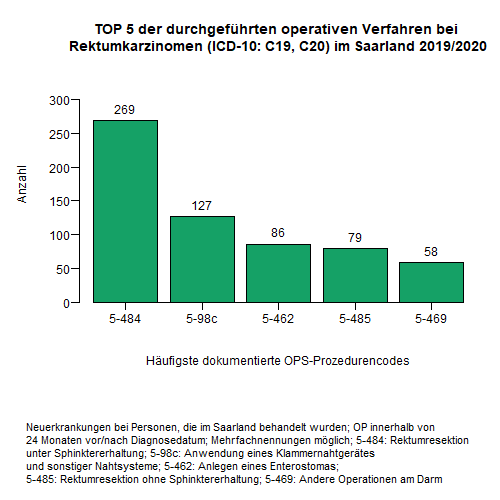 TOP 5 der durchgeführten operativen Verfahren bei
Rektumkarzinomen (ICD-10: C19, C20) im Saarland 2019/2020
Anzahl
300
250
200
150
100
50
0
269
127
86
79
58
5-484
5-98c
5-462
5-485
5-469
Häufigste dokumentierte OPS-Prozedurencodes
Neuerkrankungen bei Personen, die im Saarland behandelt wurden; OP innerhalb von
24 Monaten vor/nach Diagnosedatum; Mehrfachnennungen möglich; 5-484: Rektumresektion
unter Sphinktererhaltung; 5-98c: Anwendung eines Klammernahtgerätes
und sonstiger Nahtsysteme; 5-462: Anlegen eines Enterostomas;
5-485: Rektumresektion ohne Sphinktererhaltung; 5-469: Andere Operationen am Darm